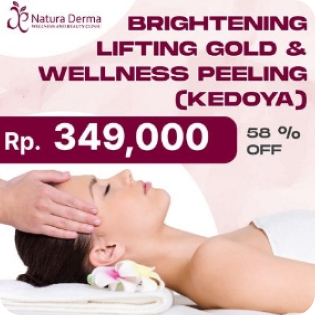 Natura Derma
WELLNESS AND BEAUTY CLINIC
BRIGHTENING
LIFTING GOLD &
WELLNESS PEELING
(KEDOYA)
Rp. 349,000
58 %
OFF